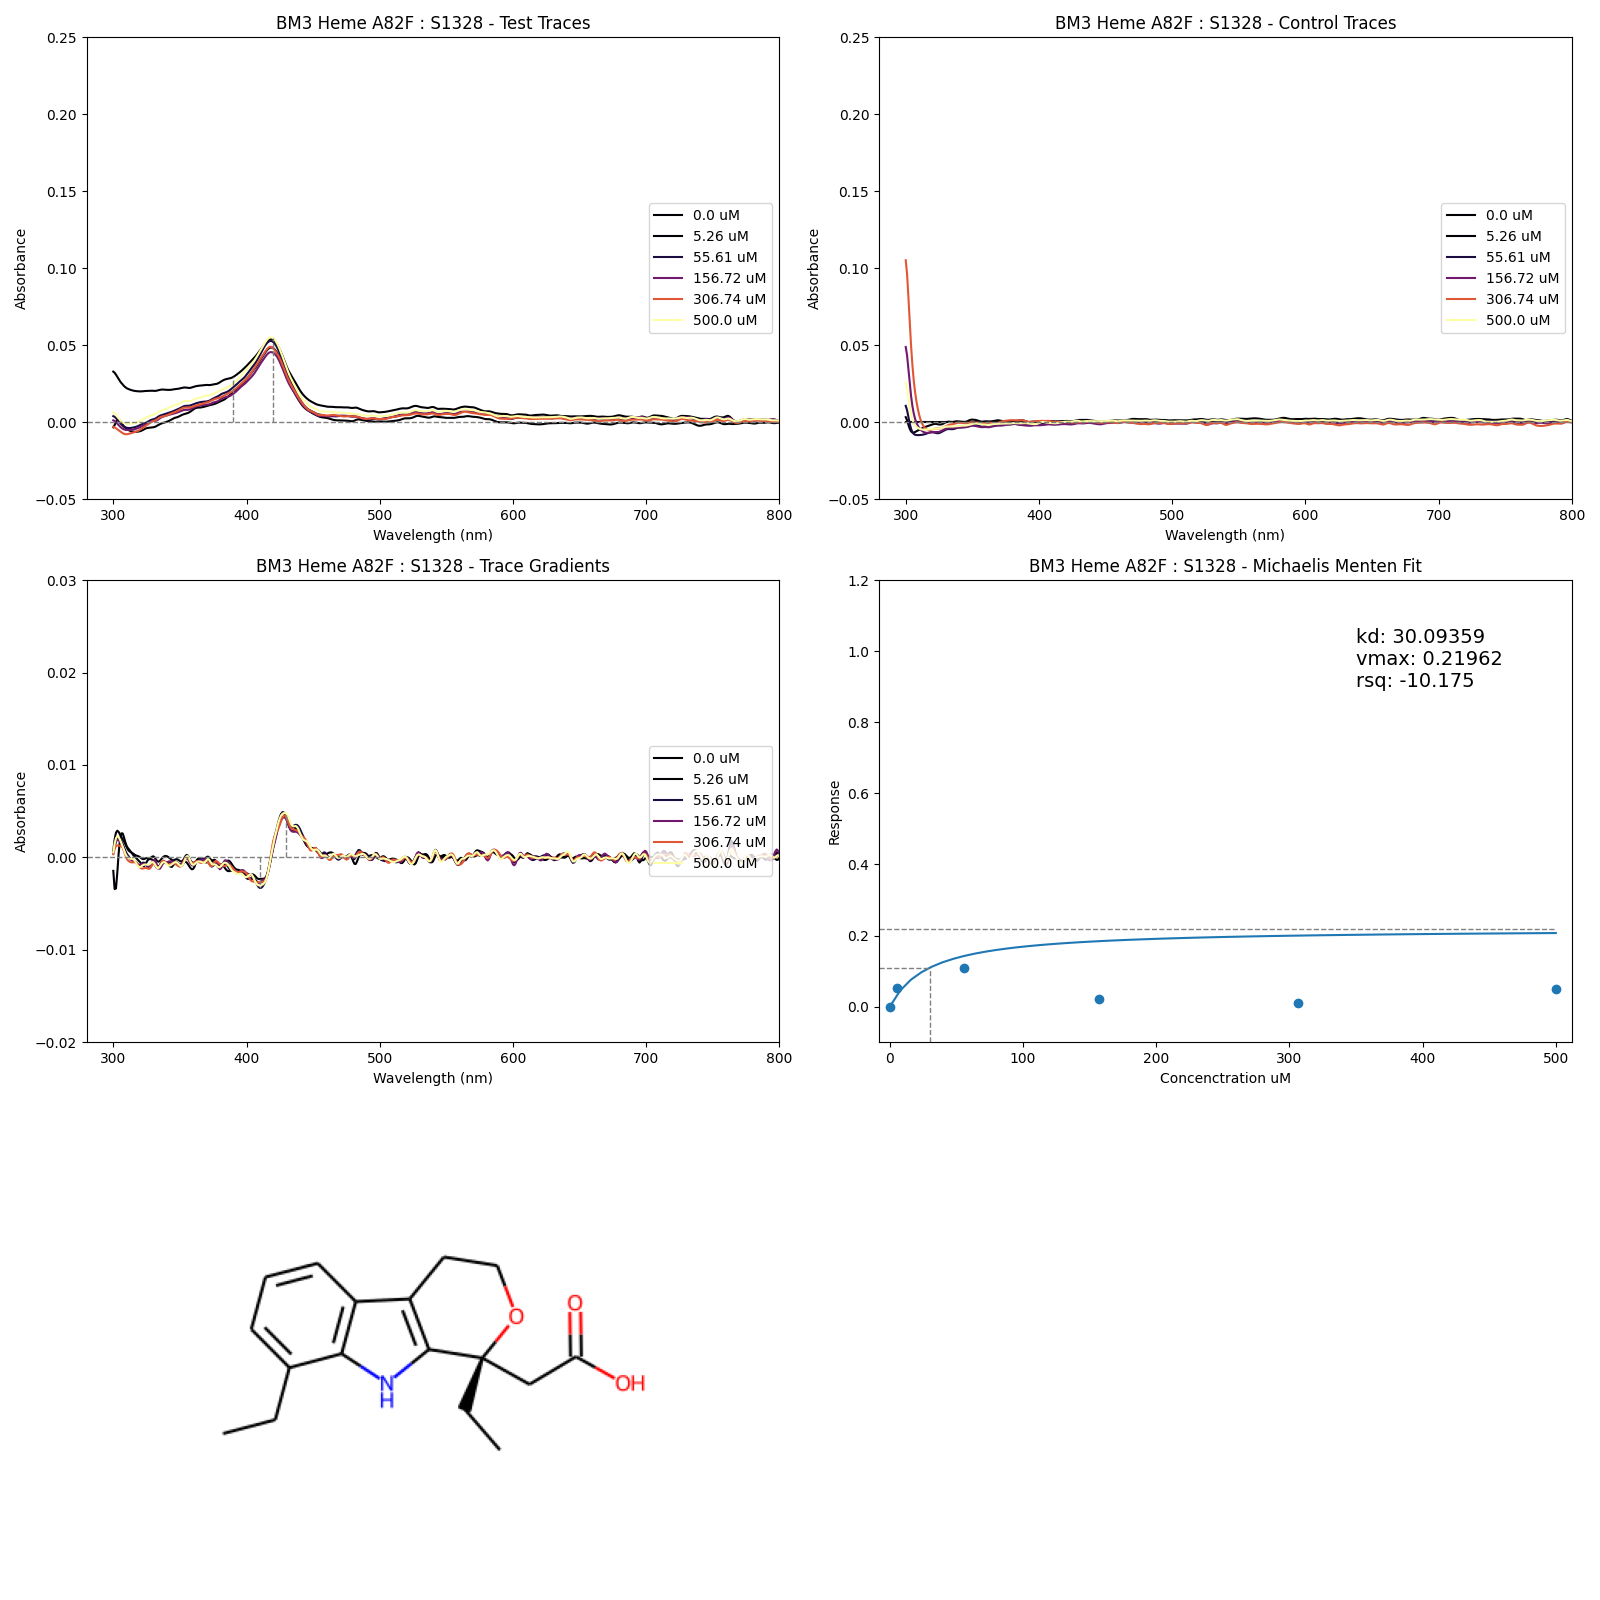 BM3 Heme A82F : S1328 - Test Traces
0.25
0.20
0.15
0.10
0.05
0.00
−0.05
Absorbance
0.0 uM
5.26 uM
55.61 uM
156.72 uM
306.74 uM
500.0 uM
300 400 500 600 700 800
Wavelength (nm)
BM3 Heme A82F : S1328 - Control Traces
0.25
0.20
0.15
0.10
0.05
0.00
−0.05
Absorbance
0.0 uM
5.26 uM
55.61 uM
156.72 uM
306.74 uM
500.0 uM
300 400 500 600 700 800
Wavelength (nm)
BM3 Heme A82F : S1328 - Trace Gradients
0.03
0.02
0.01
0.00
−0.01
−0.02
Absorbance
0.0 uM
5.26 uM
55.61 uM
156.72 uM
306.74 uM
500.0 uM
300 400 500 600 700 800
Wavelength (nm)
BM3 Heme A82F : S1328 - Michaelis Menten Fit
1.2
1.0
0.8
0.6
0.4
0.2
0.0
Response
kd: 30.09359
vmax: 0.21962
rsq: -10.175
0 100 200 300 400 500
Concenctration uM
O
O
OH
N
H